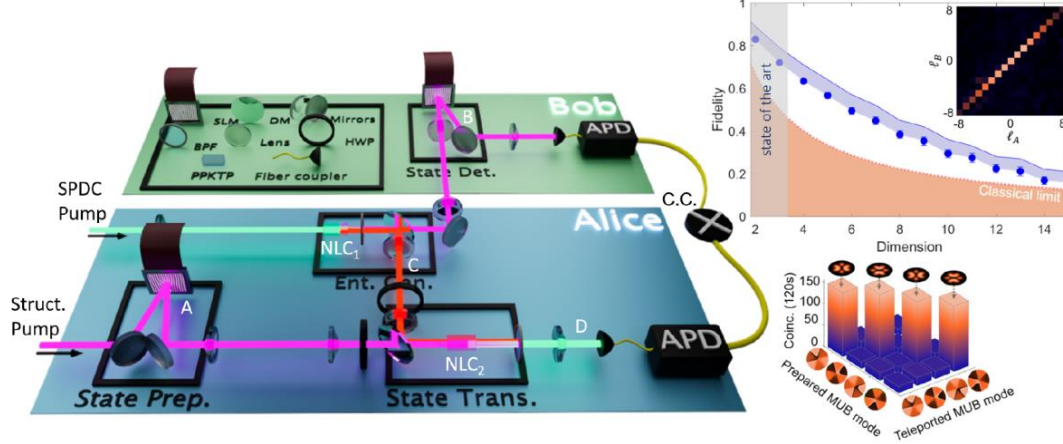 Bob
SLM
DM
Mirrors
BPF
Lens
HWP
PPKTP
Fiber coupler
B
State Det.
APD
C.C.
SPDC
Pump
Alice
NLC1
Ent. Gen.
C
Struct.
Pump
A
State Prep.
NLC2
State Trans.
D
APD
Fidelity
1
0.8
0.6
0.4
0.2
0
state of the art
Classical limit
2 4 6 8 10 12 14
Dimension
ℓB
8
0
-8
-8 0 8
ℓA
Coinc. (120s)
150
100
50
0
Prepared MUB mode
Teleported MUB mode